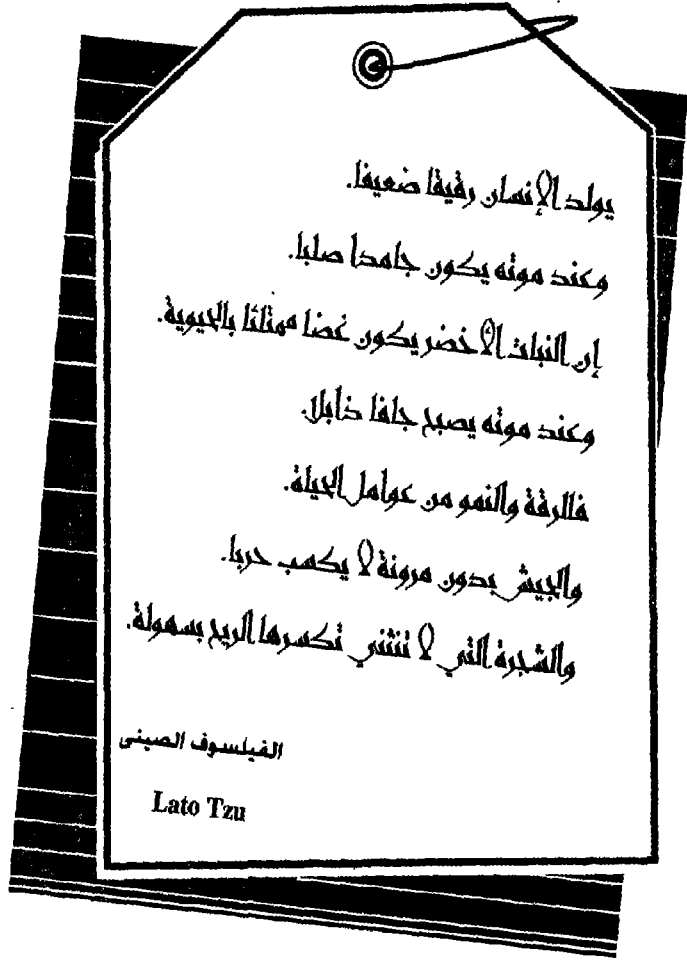 يولد الإنسان رقيقا ضعيفا.
وعند موته يكون جامدا صلبا.
إن النبات الأخضر يكون غضا ممتلئا بالحيوية.
وعند موته يصبح جافا ذابلا.
فالرقة والنمو من عوامل الحياة.
والجيش بدون مرونة لا يكسب حربا.
والشجرة التي لا تنثني تكسرها الريح بسهولة.
الفيلسوف الصينى
Lato Tzu